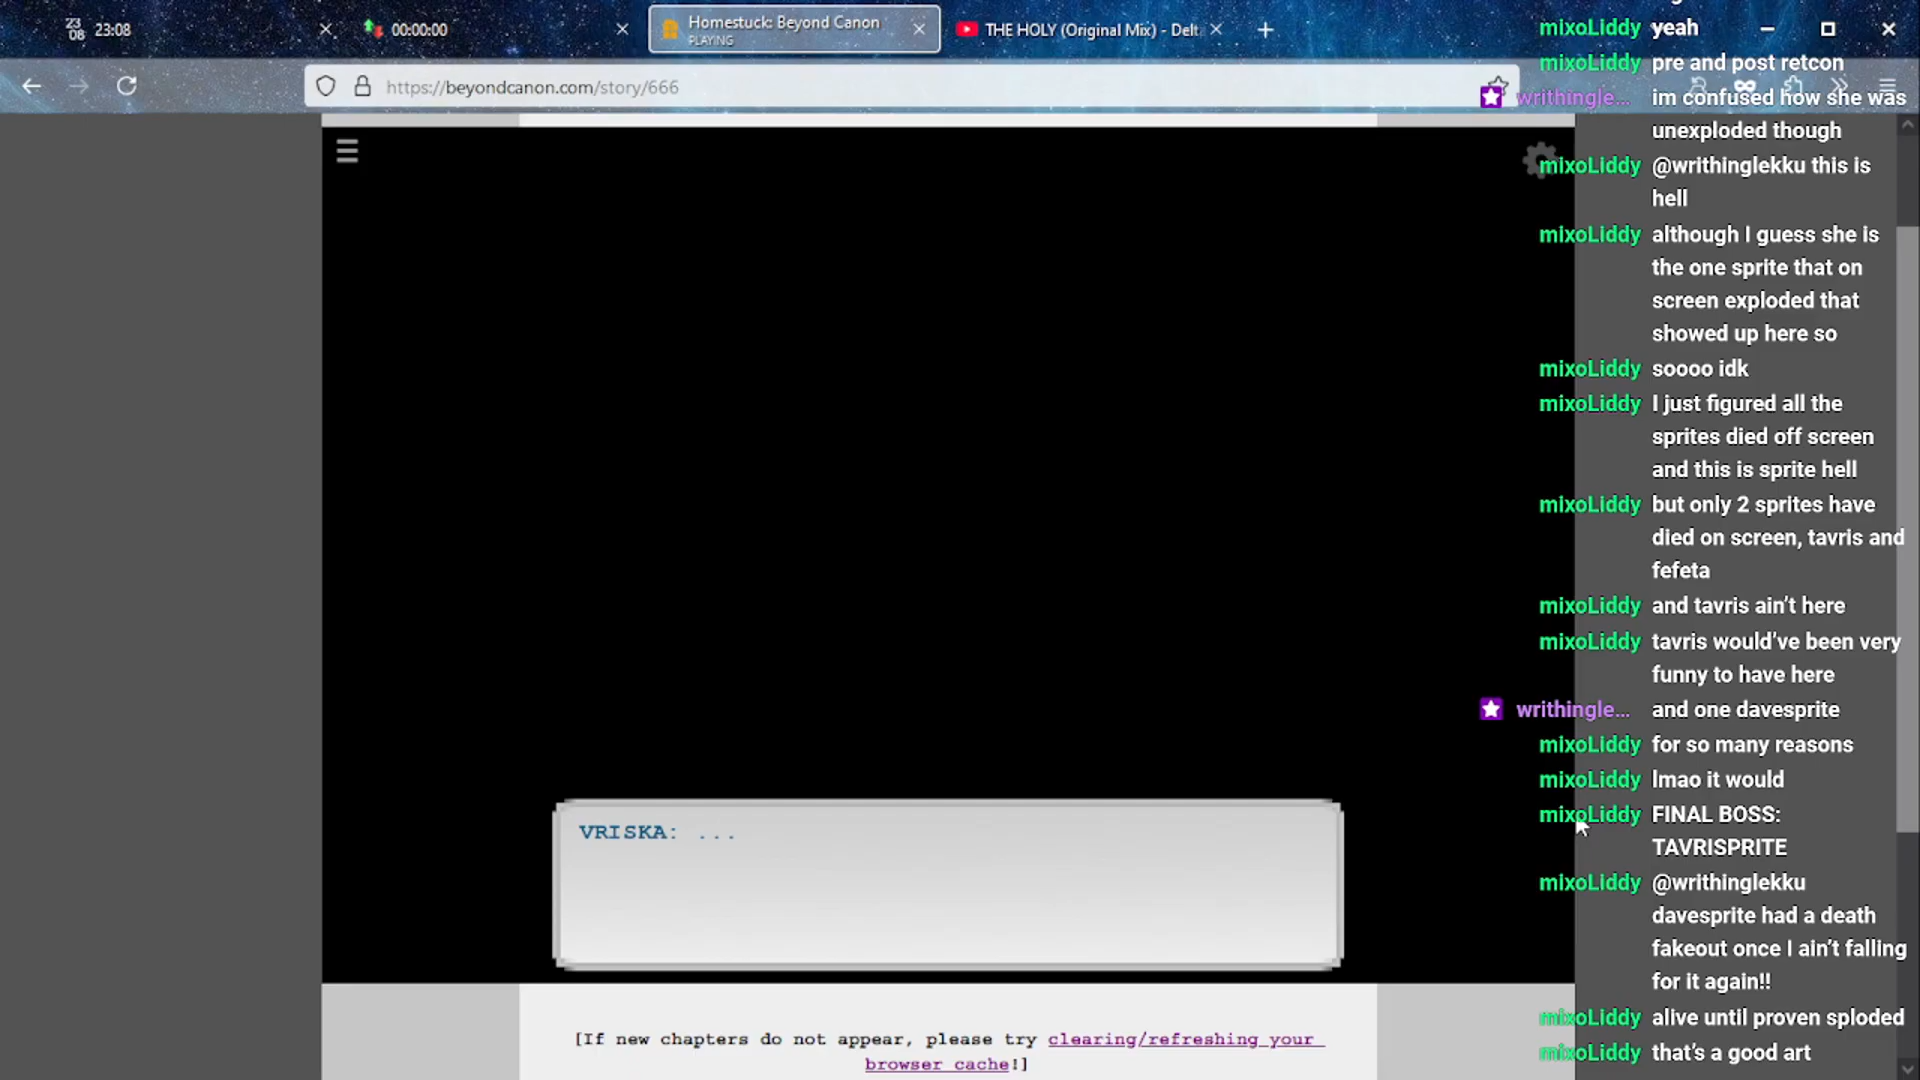 23
08
23:08
00:00:00
Homestuck: Beyond Canon
PLAYING
THE HOLY (Original Mix) - Delt
https://beyondcanon.com/story/666
VRISKA: ...
[If new chapters do not appear, please try clearing/refreshing your
browser cache!]
mixoLiddy yeah
mixoLiddy pre and post retcon
writhingle... im confused how she was
unexploded though
mixoLiddy @writhinglekku this is
hell
mixoLiddy although I guess she is
the one sprite that on
screen exploded that
showed up here so
mixoLiddy soooo idk
mixoLiddy I just figured all the
sprites died off screen
and this is sprite hell
mixoLiddy but only 2 sprites have
died on screen, tavris and
fefeta
mixoLiddy and tavris ain't here
mixoLiddy tavris would've been very
funny to have here
writhingle... and one davesprite
mixoLiddy for so many reasons
mixoLiddy lmao it would
mixoLiddy FINAL BOSS:
TAVRISPRITE
mixoLiddy @writhinglekku
davesprite had a death
fakeout once I ain't falling
for it again!!
mixoLiddy alive until proven sploded
mixoLiddy that's a good art